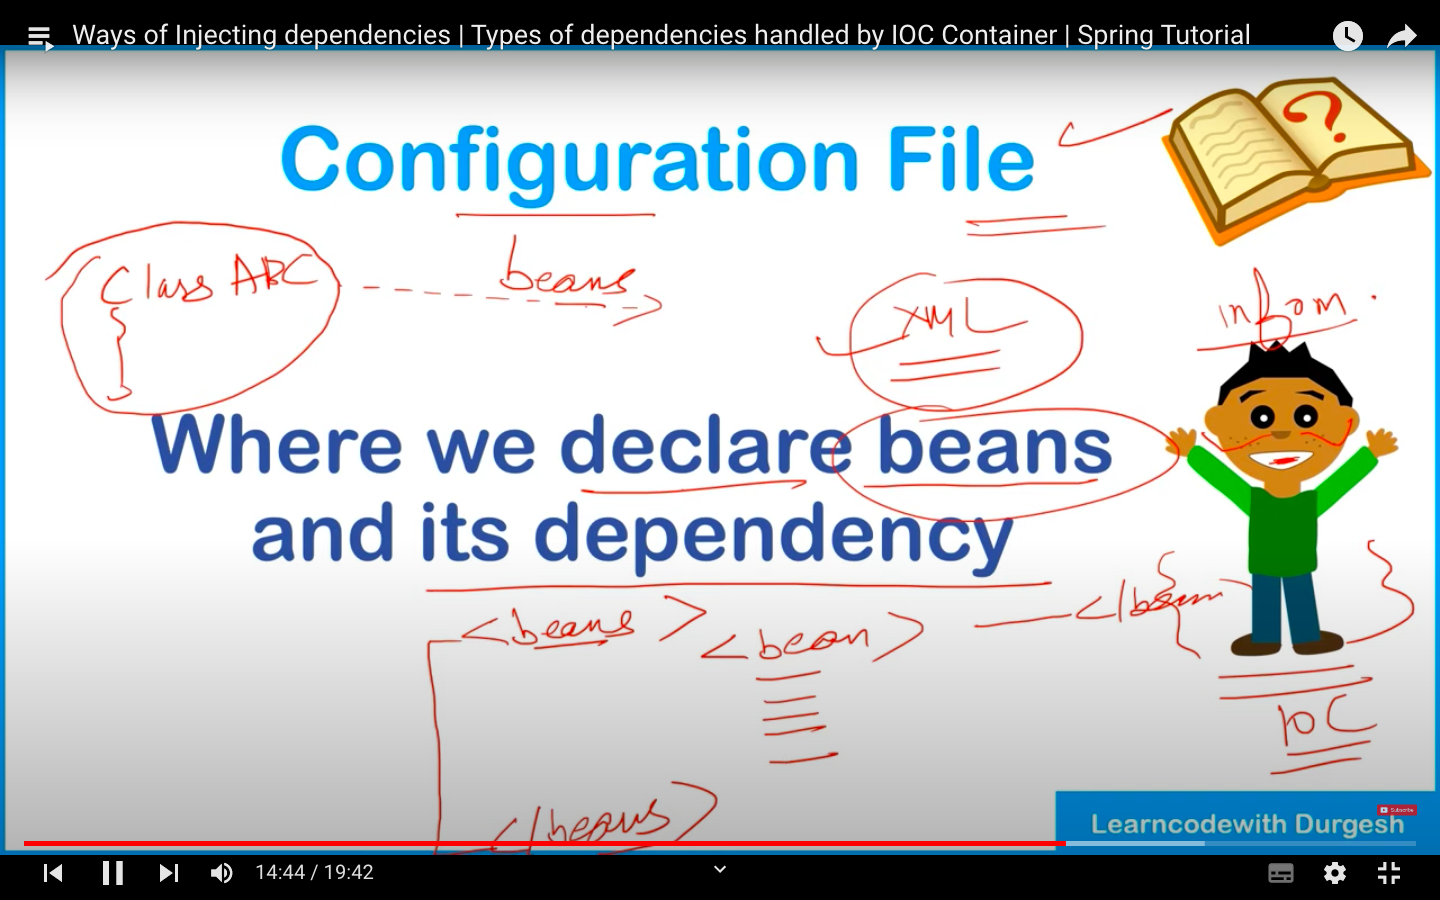 Ways of Injecting dependencies | Types of dependencies handled by IOC Container | Spring Tutorial
Configuration File
?
Class ABC
{
}
beans
XML
inform.
Where we declare beans
and its dependency
<beans>
<bean>
</bean>
{ }
IOC
</beans>
Subscribe
Learncodewith Durgesh
14:44 / 19:42